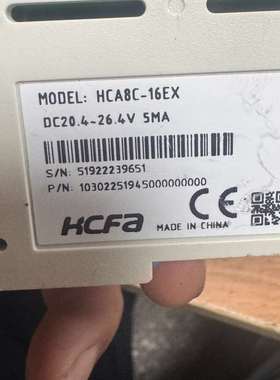 MODEL: HCA8C-16EX
DC20.4~26.4V 5MA
S/N: 51922239651
P/N: 10302251945000000000
HCFA
CE
MADE IN CHINA